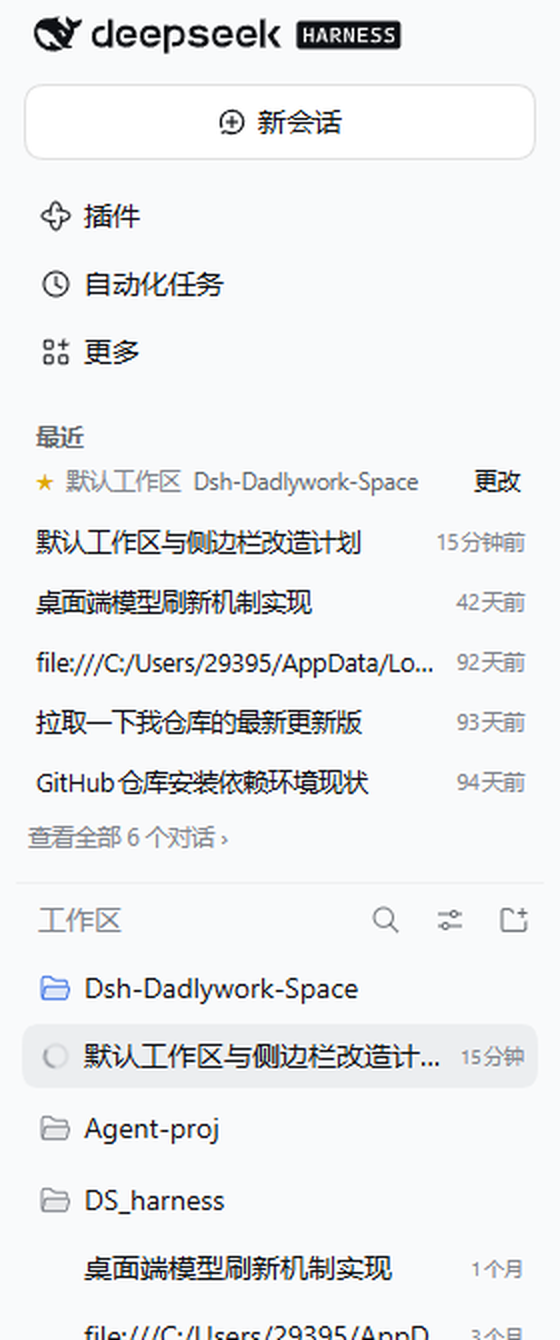 deepseek HARNESS
新会话
插件
自动化任务
更多
最近
★ 默认工作区 Dsh-Dadlywork-Space 更改
默认工作区与侧边栏改造计划 15分钟前
桌面端模型刷新机制实现 42天前
file:///C:/Users/29395/AppData/Lo... 92天前
拉取一下我仓库的最新更新版 93天前
GitHub 仓库安装依赖环境现状 94天前
查看全部 6 个对话 ›
工作区
Dsh-Dadlywork-Space
默认工作区与侧边栏改造计... 15分钟
Agent-proj
DS_harness
桌面端模型刷新机制实现 1个月
file:///C:/Users/29395/AppD... 3个月